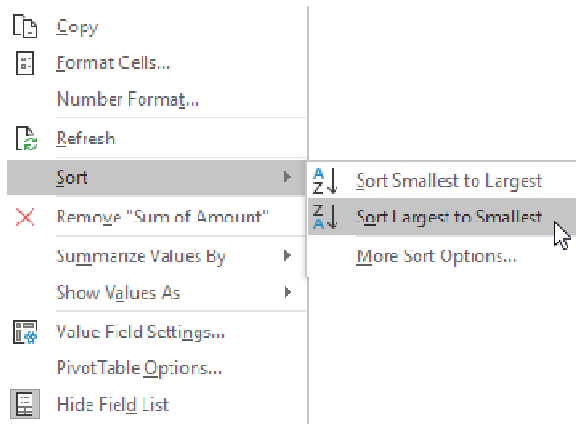 Copy
Format Cells...
Number Format...
Refresh
Sort
Sort Smallest to Largest
Remove "Sum of Amount"
Sort Largest to Smallest
Summarize Values By
More Sort Options...
Show Values As
Value Field Settings...
PivotTable Options...
Hide Field List